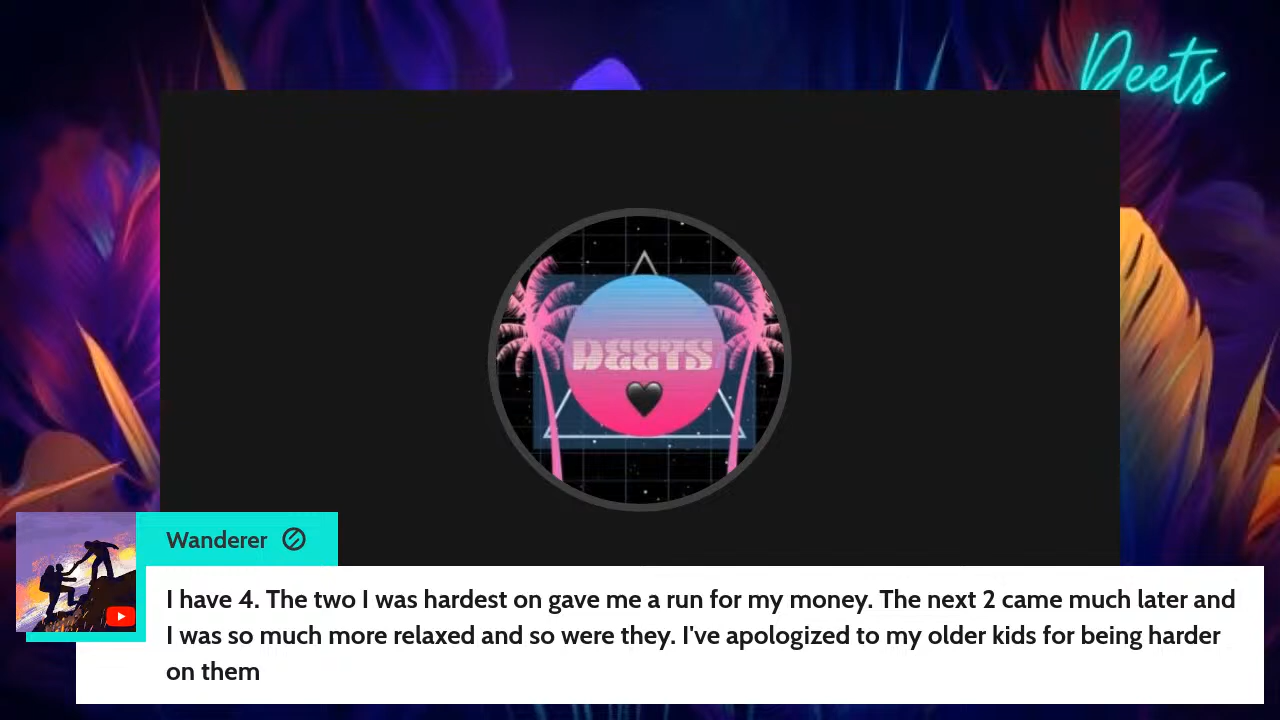 Deets
DEETS
Wanderer
I have 4. The two I was hardest on gave me a run for my money. The next 2 came much later and
I was so much more relaxed and so were they. I've apologized to my older kids for being harder
on them